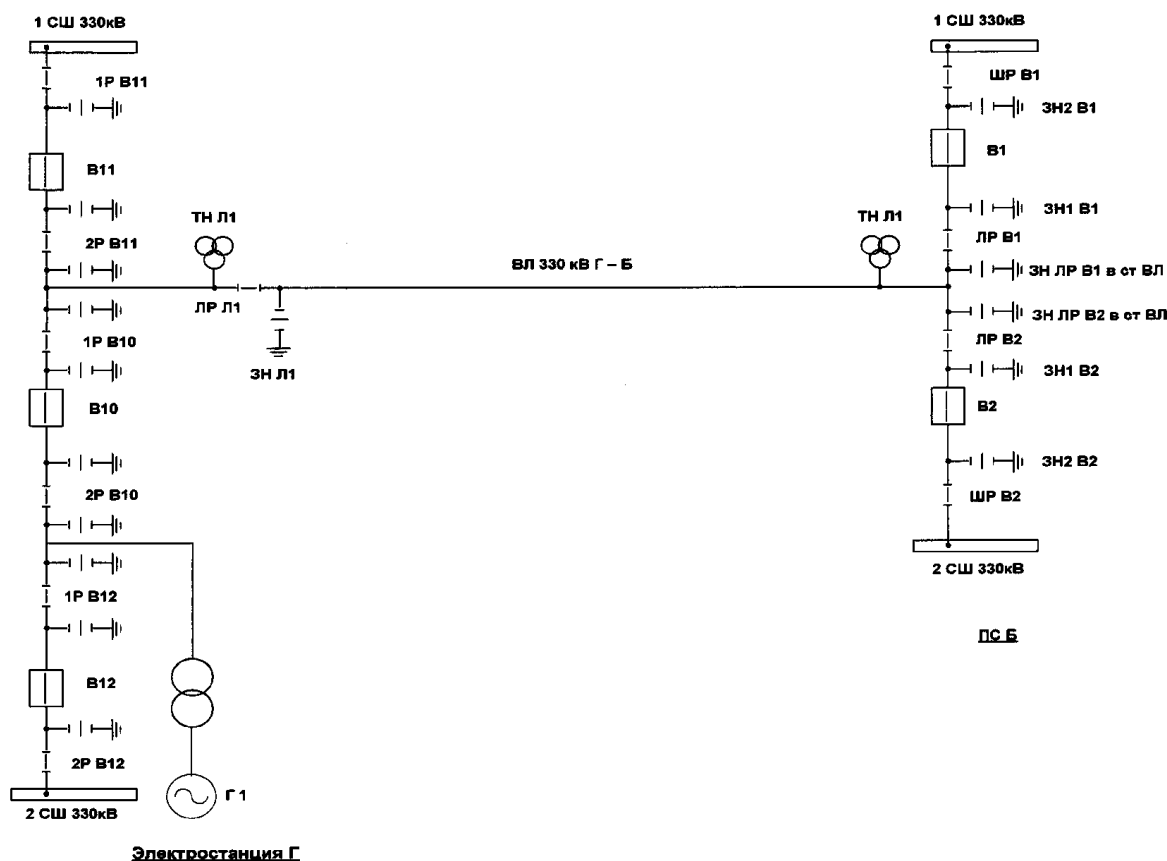 1 СШ 330кВ
1Р В11
В11
2Р В11
ТН Л1
ЛР Л1
ЗН Л1
1Р В10
В10
2Р В10
1Р В12
В12
2Р В12
Г 1
2 СШ 330кВ
Электростанция Г
ВЛ 330 кВ Г – Б
1 СШ 330кВ
ШР В1
ЗН2 В1
В1
ЗН1 В1
ЛР В1
ТН Л1
ЗН ЛР В1 в ст ВЛ
ЗН ЛР В2 в ст ВЛ
ЛР В2
ЗН1 В2
В2
ЗН2 В2
ШР В2
2 СШ 330кВ
ПС Б